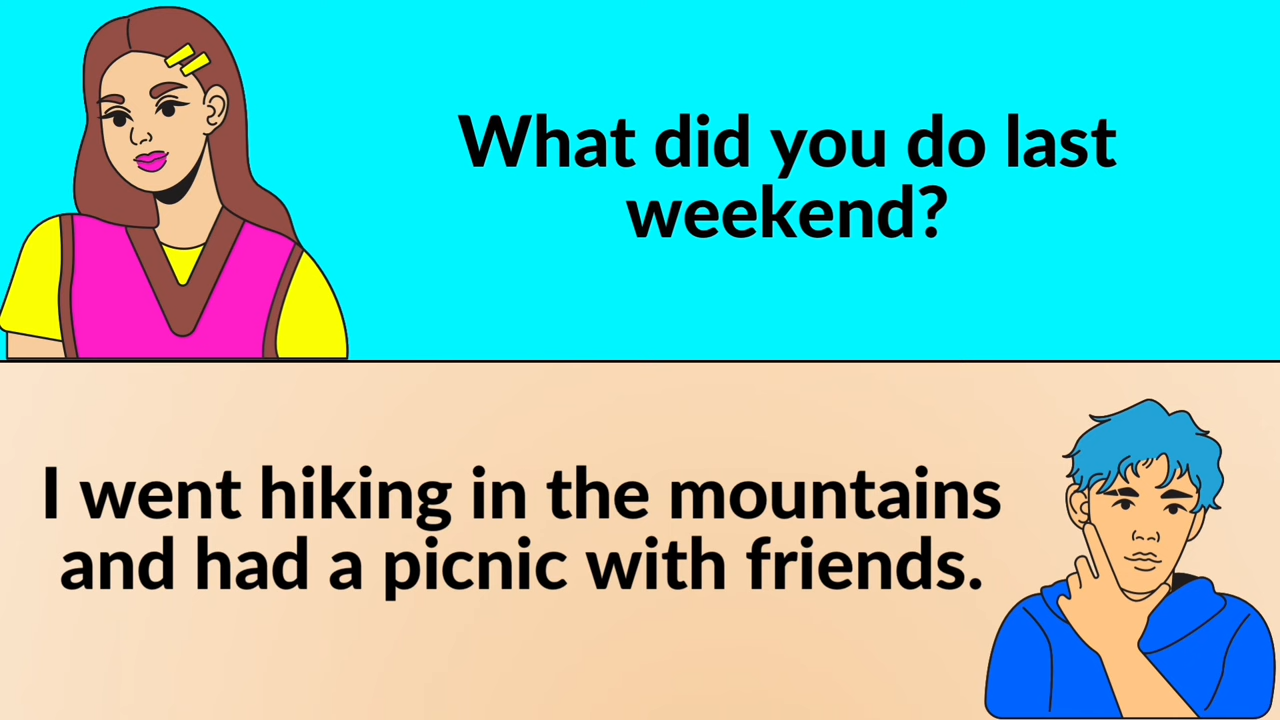 What did you do last
weekend?
I went hiking in the mountains
and had a picnic with friends.